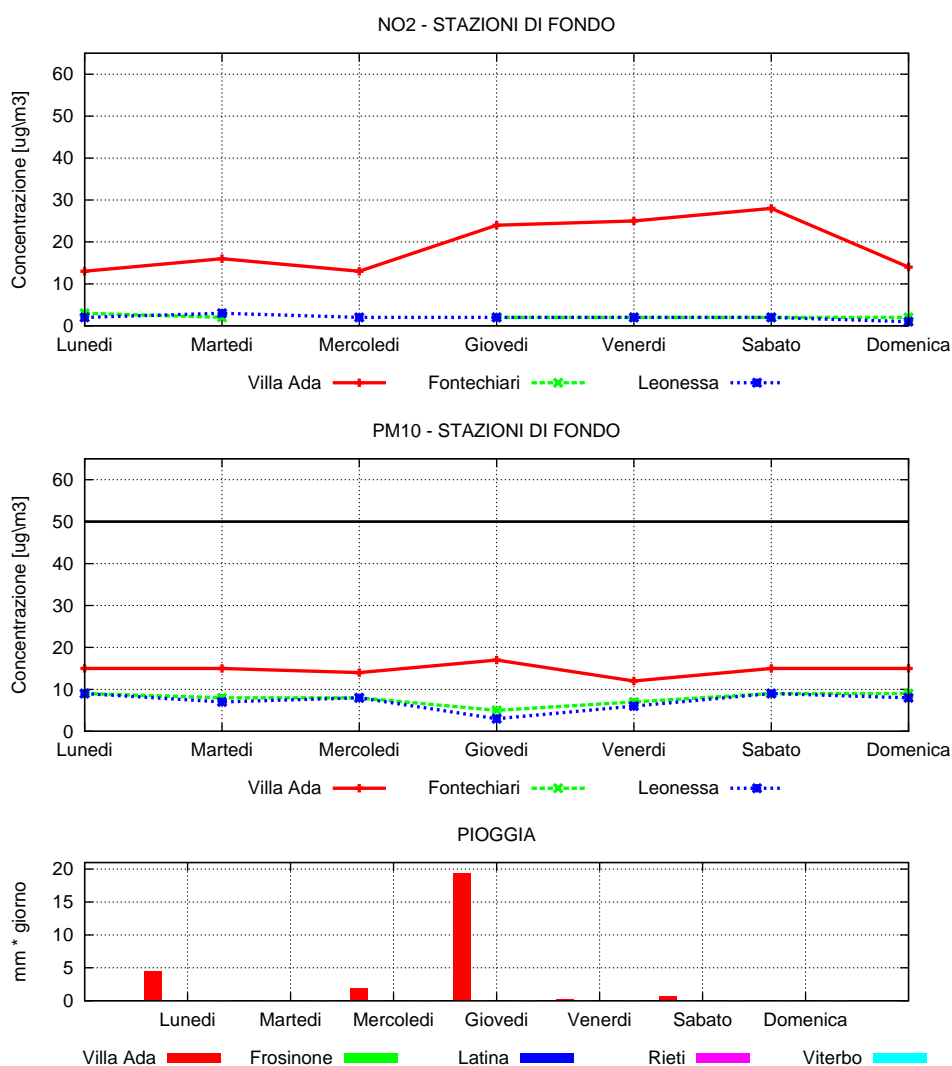 NO2 - STAZIONI DI FONDO
Concentrazione [ug\m3]
60
50
40
30
20
10
0
Lunedi Martedi Mercoledi Giovedi Venerdi Sabato Domenica
Villa Ada Fontechiari Leonessa
PM10 - STAZIONI DI FONDO
Concentrazione [ug\m3]
60
50
40
30
20
10
0
Lunedi Martedi Mercoledi Giovedi Venerdi Sabato Domenica
Villa Ada Fontechiari Leonessa
PIOGGIA
mm * giorno
20
15
10
5
0
Lunedi Martedi Mercoledi Giovedi Venerdi Sabato Domenica
Villa Ada Frosinone Latina Rieti Viterbo